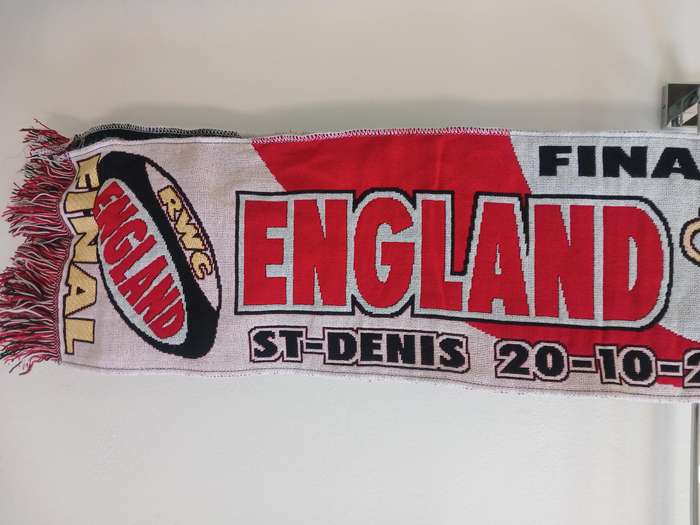 FINAL
RWC
ENGLAND
FINA
ENGLAND
ST-DENIS 20-10-2